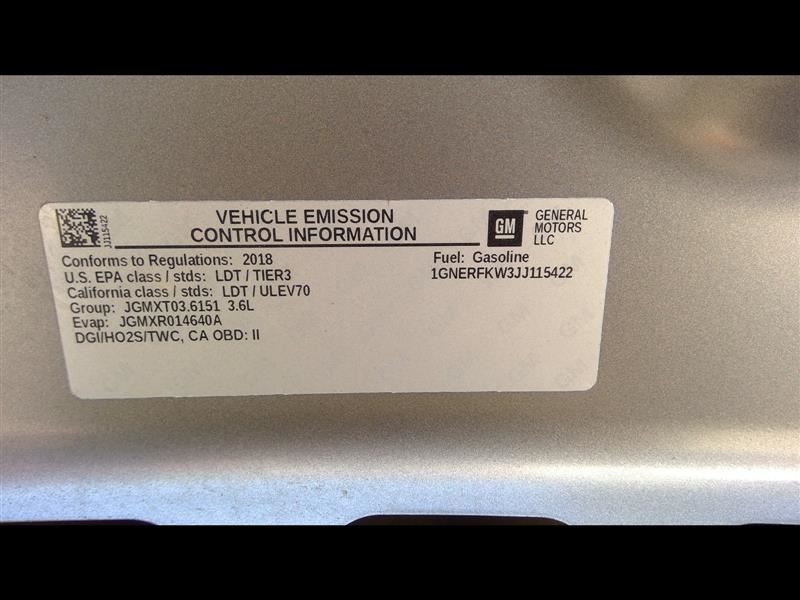 JJ115422
VEHICLE EMISSION
CONTROL INFORMATION
GM
GENERAL
MOTORS
LLC
Conforms to Regulations: 2018
U.S. EPA class / stds: LDT / TIER3
California class / stds: LDT / ULEV70
Group: JGMXT03.6151 3.6L
Evap: JGMXR014640A
DGI/HO2S/TWC, CA OBD: II
Fuel: Gasoline
1GNERFKW3JJ115422